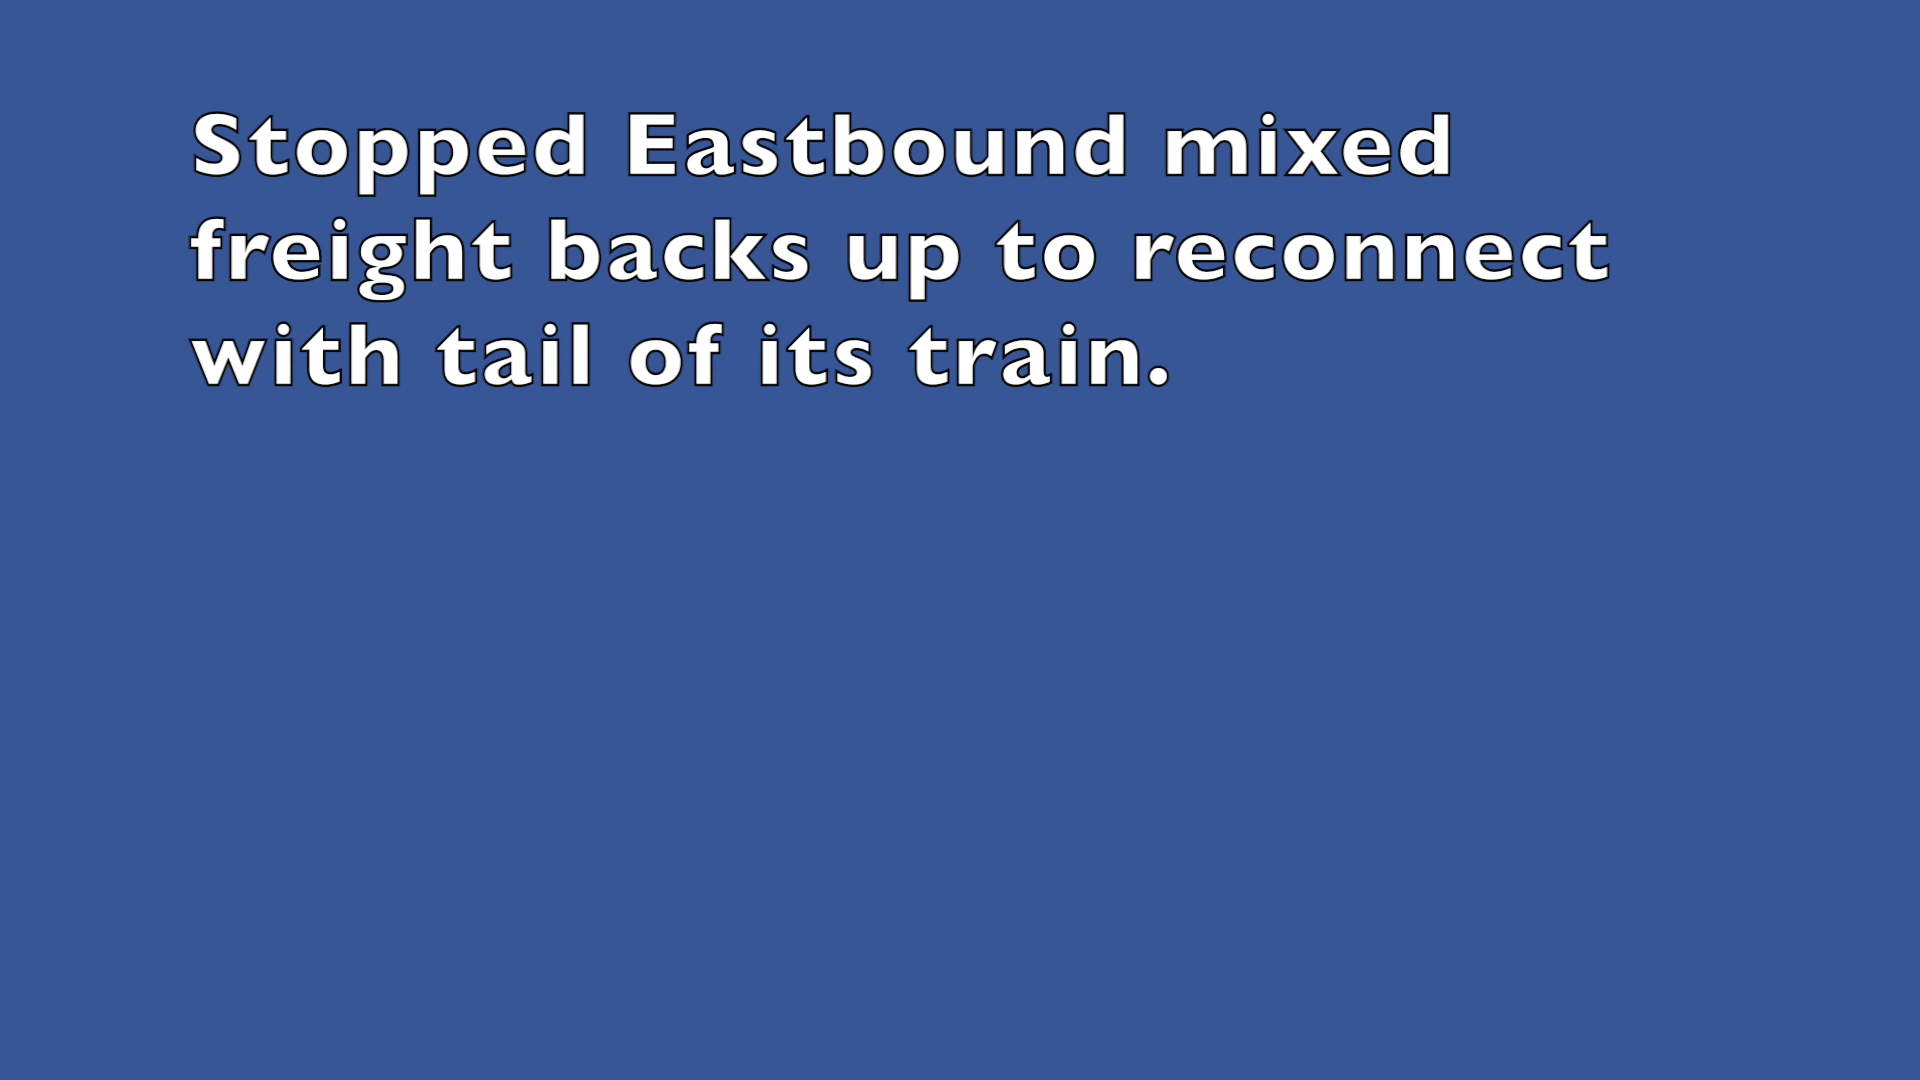 Stopped Eastbound mixed
freight backs up to reconnect
with tail of its train.